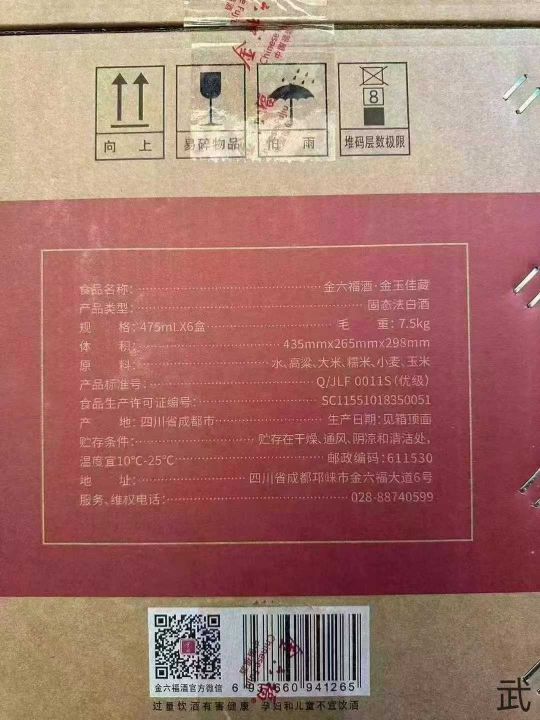 向 上
易碎物品
怕 雨
8
堆码层数极限
食品名称: 金六福酒·金玉佳藏
产品类型: 固态法白酒
规 格: 475mLX6盒 毛 重: 7.5kg
体 积: 435mmx265mmx298mm
原 料: 水、高粱、大米、糯米、小麦、玉米
产品标准号: Q/JLF 0011S(优级)
食品生产许可证编号: SC11551018350051
产 地: 四川省成都市 生产日期: 见箱顶面
贮存条件: 贮存在干燥、通风、阴凉和清洁处,
温度宜10℃-25℃ 邮政编码: 611530
地 址: 四川省成都邛崃市金六福大道6号
服务、维权电话: 028-88740599
金六福酒官方微信
6 931660 941265
过量饮酒有害健康 孕妇和儿童不宜饮酒
武